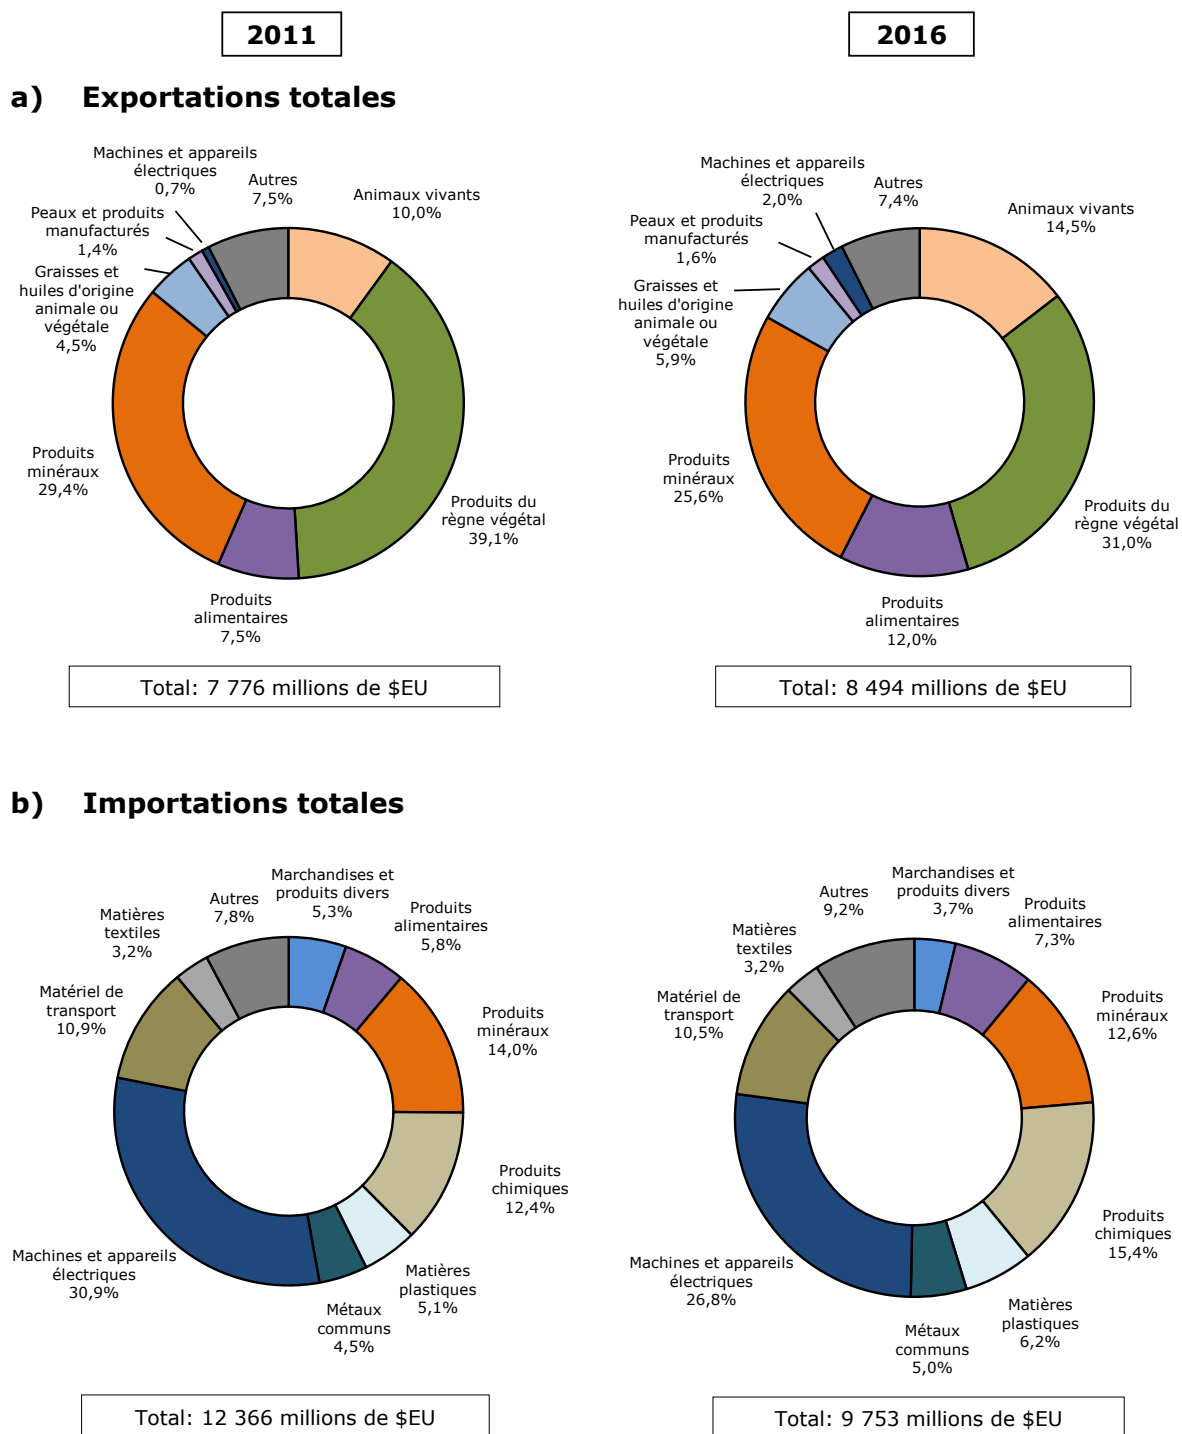 2011
2016
a) Exportations totales
Machines et appareils
électriques
0,7%
Autres
7,5%
Animaux vivants
10,0%
Peaux et produits
manufacturés
1,4%
Graisses et
huiles d'origine
animale ou
végétale
4,5%
Produits
minéraux
29,4%
Produits du
règne végétal
39,1%
Produits
alimentaires
7,5%
Total: 7 776 millions de $EU
Machines et appareils
électriques
2,0%
Autres
7,4%
Animaux vivants
14,5%
Peaux et produits
manufacturés
1,6%
Graisses et
huiles d'origine
animale ou
végétale
5,9%
Produits
minéraux
25,6%
Produits du
règne végétal
31,0%
Produits
alimentaires
12,0%
Total: 8 494 millions de $EU
b) Importations totales
Marchandises et
produits divers
5,3%
Autres
7,8%
Produits
alimentaires
5,8%
Matières
textiles
3,2%
Matériel de
transport
10,9%
Produits
minéraux
14,0%
Produits
chimiques
12,4%
Machines et appareils
électriques
30,9%
Matières
plastiques
5,1%
Métaux
communs
4,5%
Total: 12 366 millions de $EU
Marchandises et
produits divers
3,7%
Autres
9,2%
Produits
alimentaires
7,3%
Matières
textiles
3,2%
Matériel de
transport
10,5%
Produits
minéraux
12,6%
Produits
chimiques
15,4%
Machines et appareils
électriques
26,8%
Matières
plastiques
6,2%
Métaux
communs
5,0%
Total: 9 753 millions de $EU